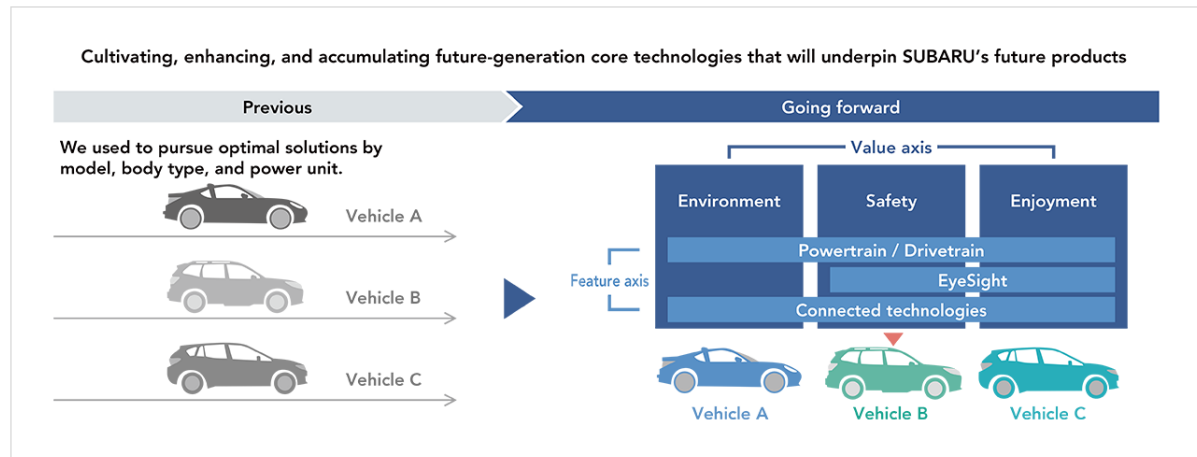 Cultivating, enhancing, and accumulating future-generation core technologies that will underpin SUBARU’s future products
Previous
Going forward
We used to pursue optimal solutions by
model, body type, and power unit.
Vehicle A
Vehicle B
Vehicle C
Value axis
Environment
Safety
Enjoyment
Feature axis
Powertrain / Drivetrain
EyeSight
Connected technologies
Vehicle A
Vehicle B
Vehicle C